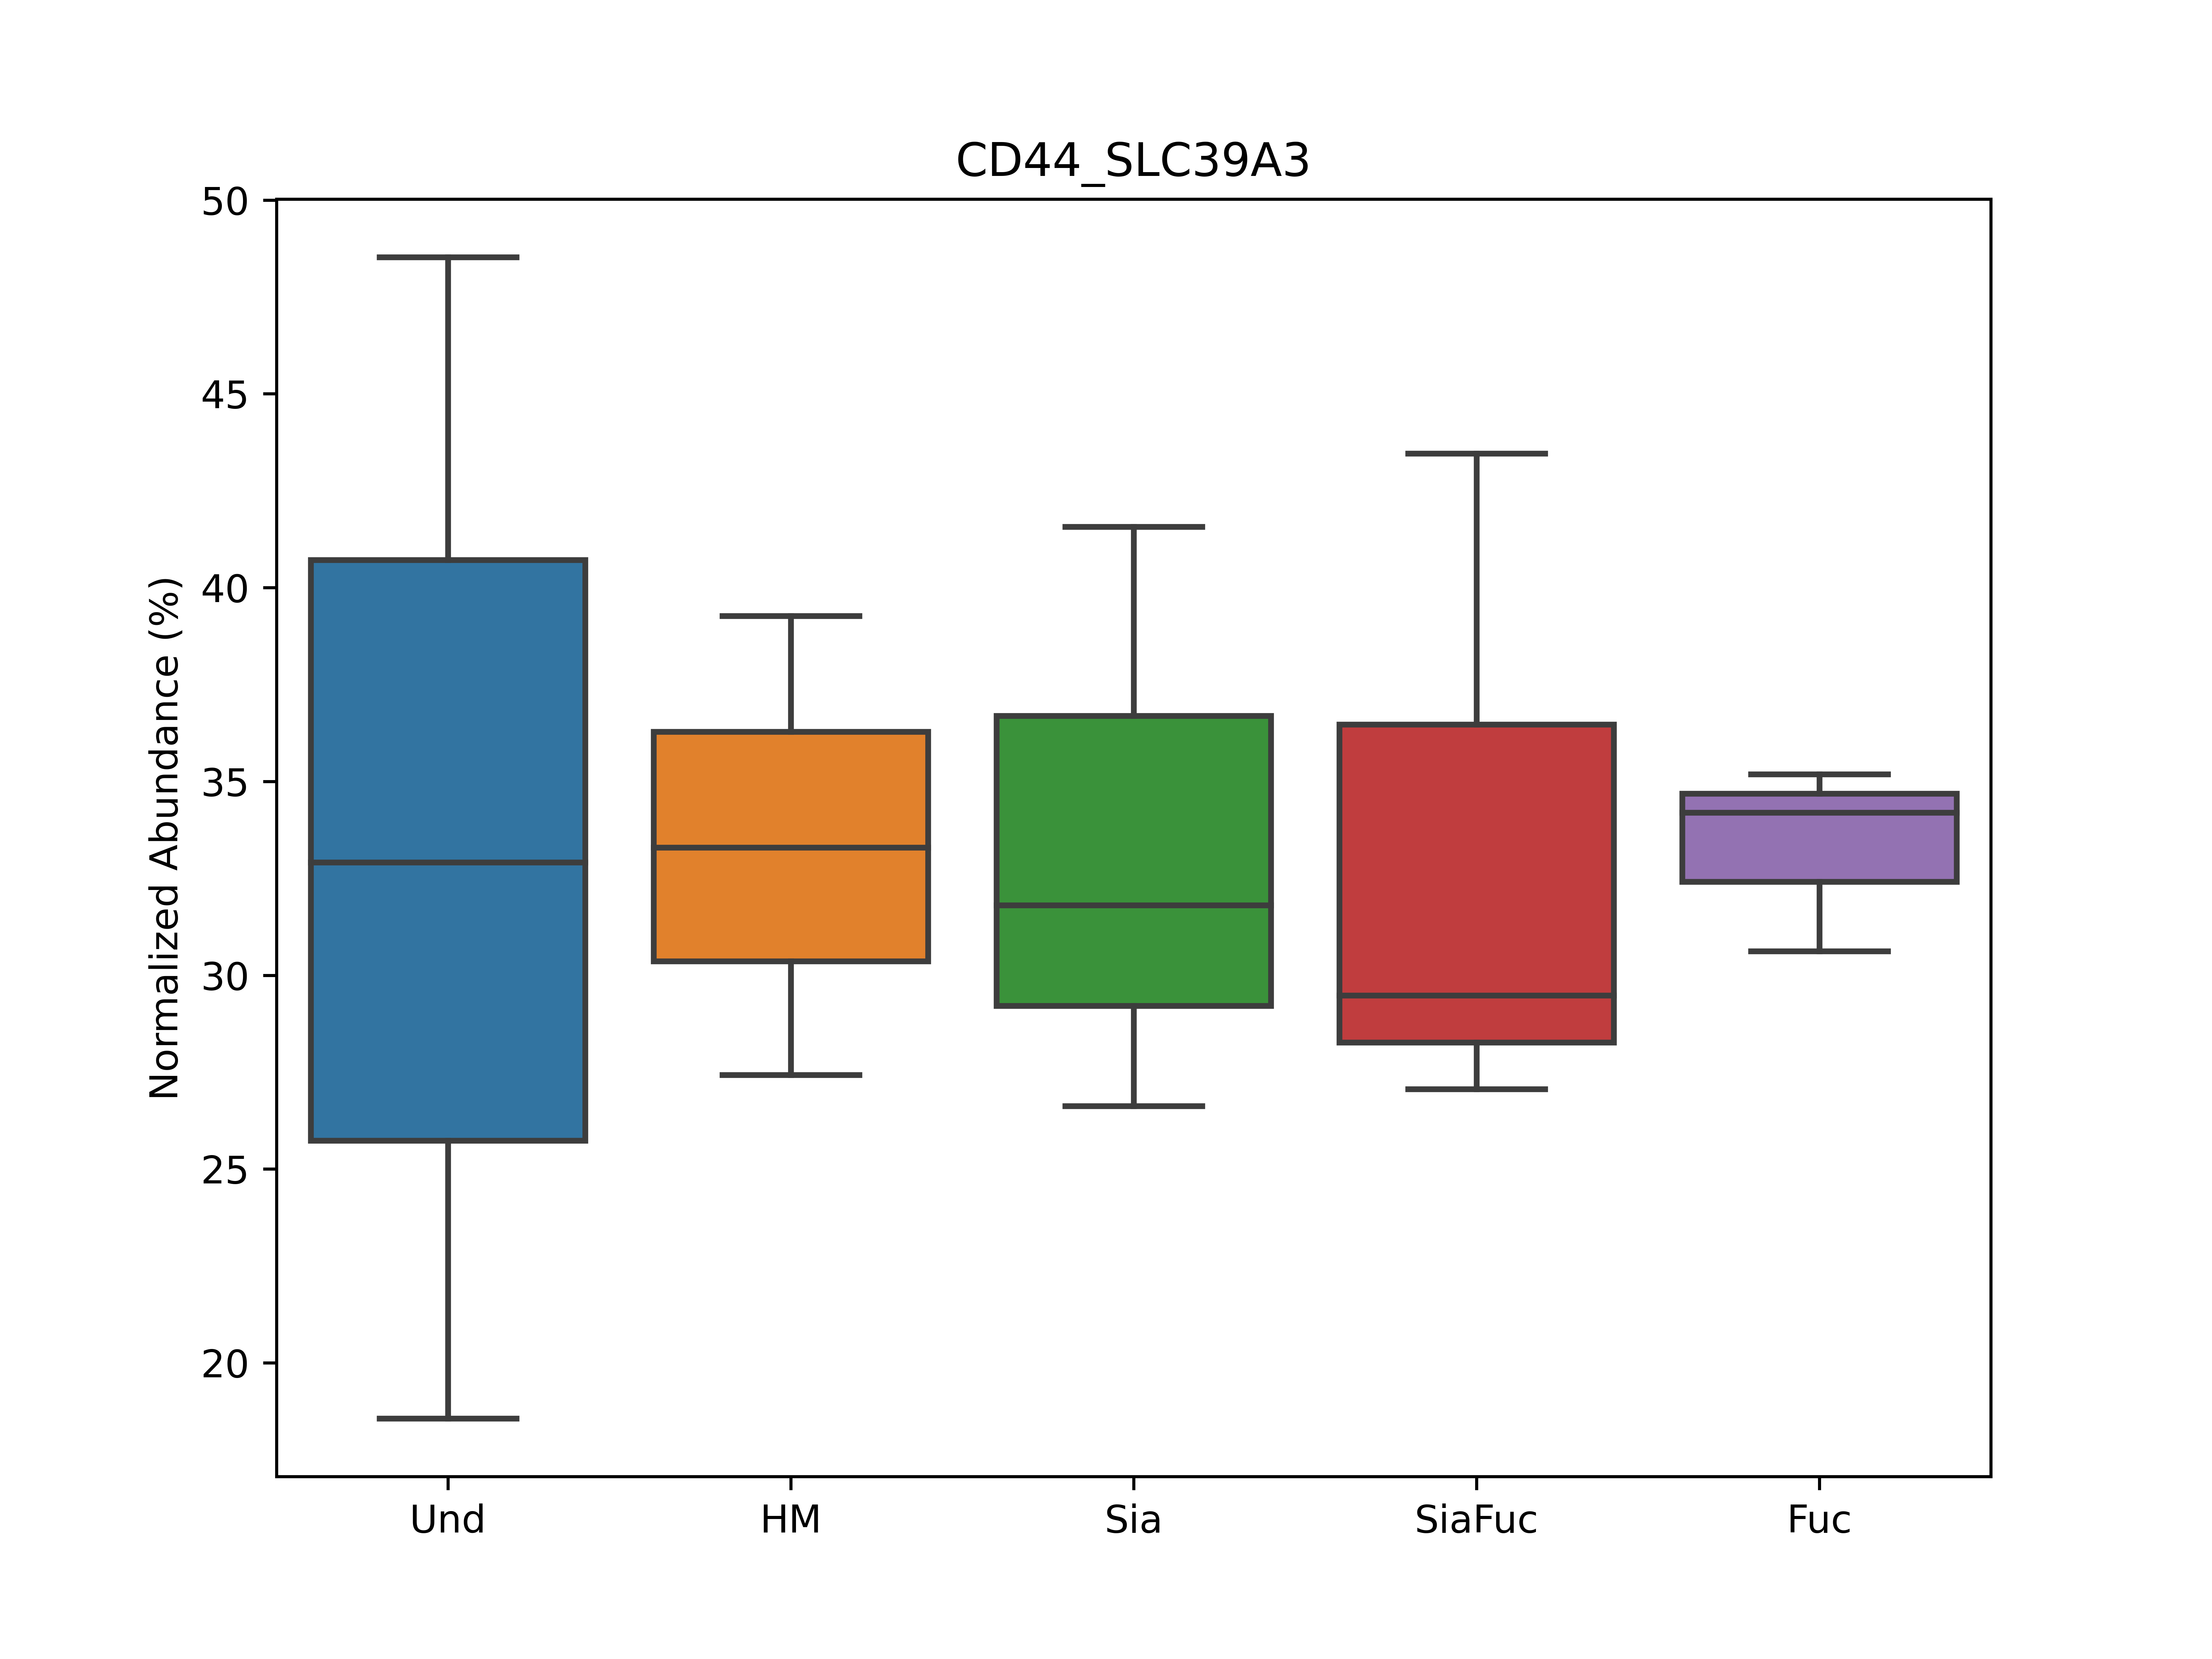 CD44_SLC39A3
Normalized Abundance (%)
50
45
40
35
30
25
20
Und
HM
Sia
SiaFuc
Fuc